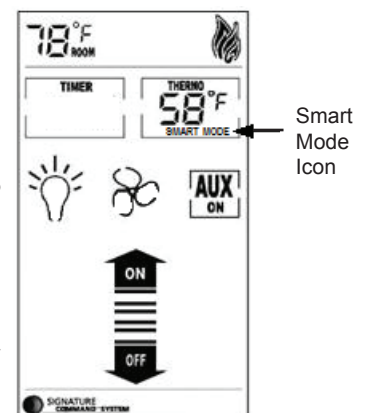 78°F
ROOM
TIMER
THERMO
58°F
SMART MODE
Smart
Mode
Icon
AUX
ON
ON
OFF
SIGNATURE
COMMAND SYSTEM